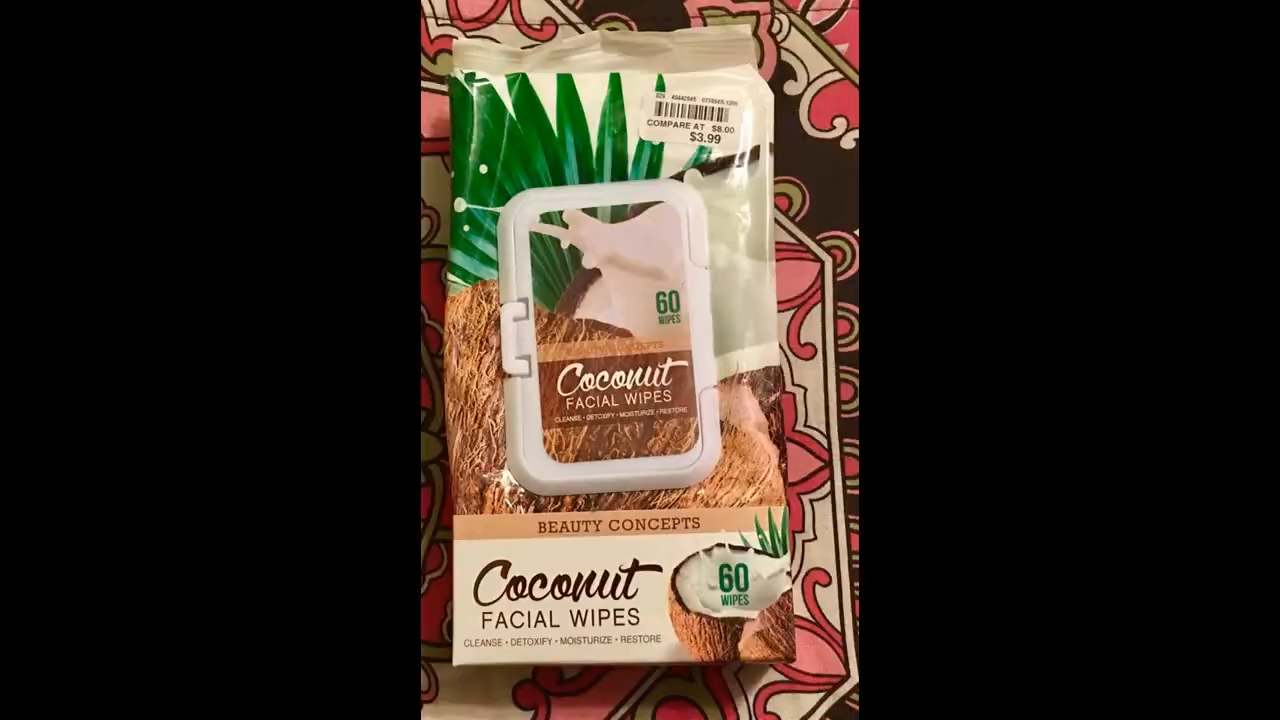 COMPARE AT $8.00
$3.99
60
WIPES
Coconut
FACIAL WIPES
CLEANSE • DETOXIFY • MOISTURIZE • RESTORE
BEAUTY CONCEPTS
Coconut
FACIAL WIPES
CLEANSE • DETOXIFY • MOISTURIZE • RESTORE
60
WIPES